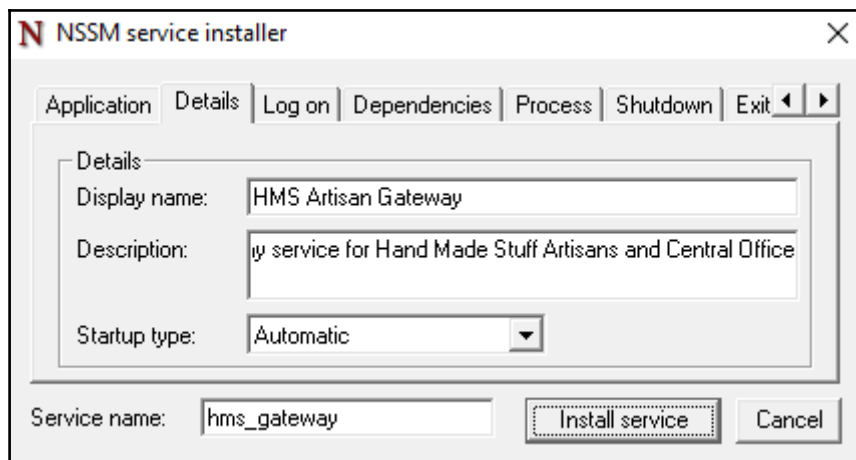 NSSM service installer
Application Details Log on Dependencies Process Shutdown Exit
Details
Display name: HMS Artisan Gateway
Description: service for Hand Made Stuff Artisans and Central Office
Startup type: Automatic
Service name: hms_gateway Install service Cancel